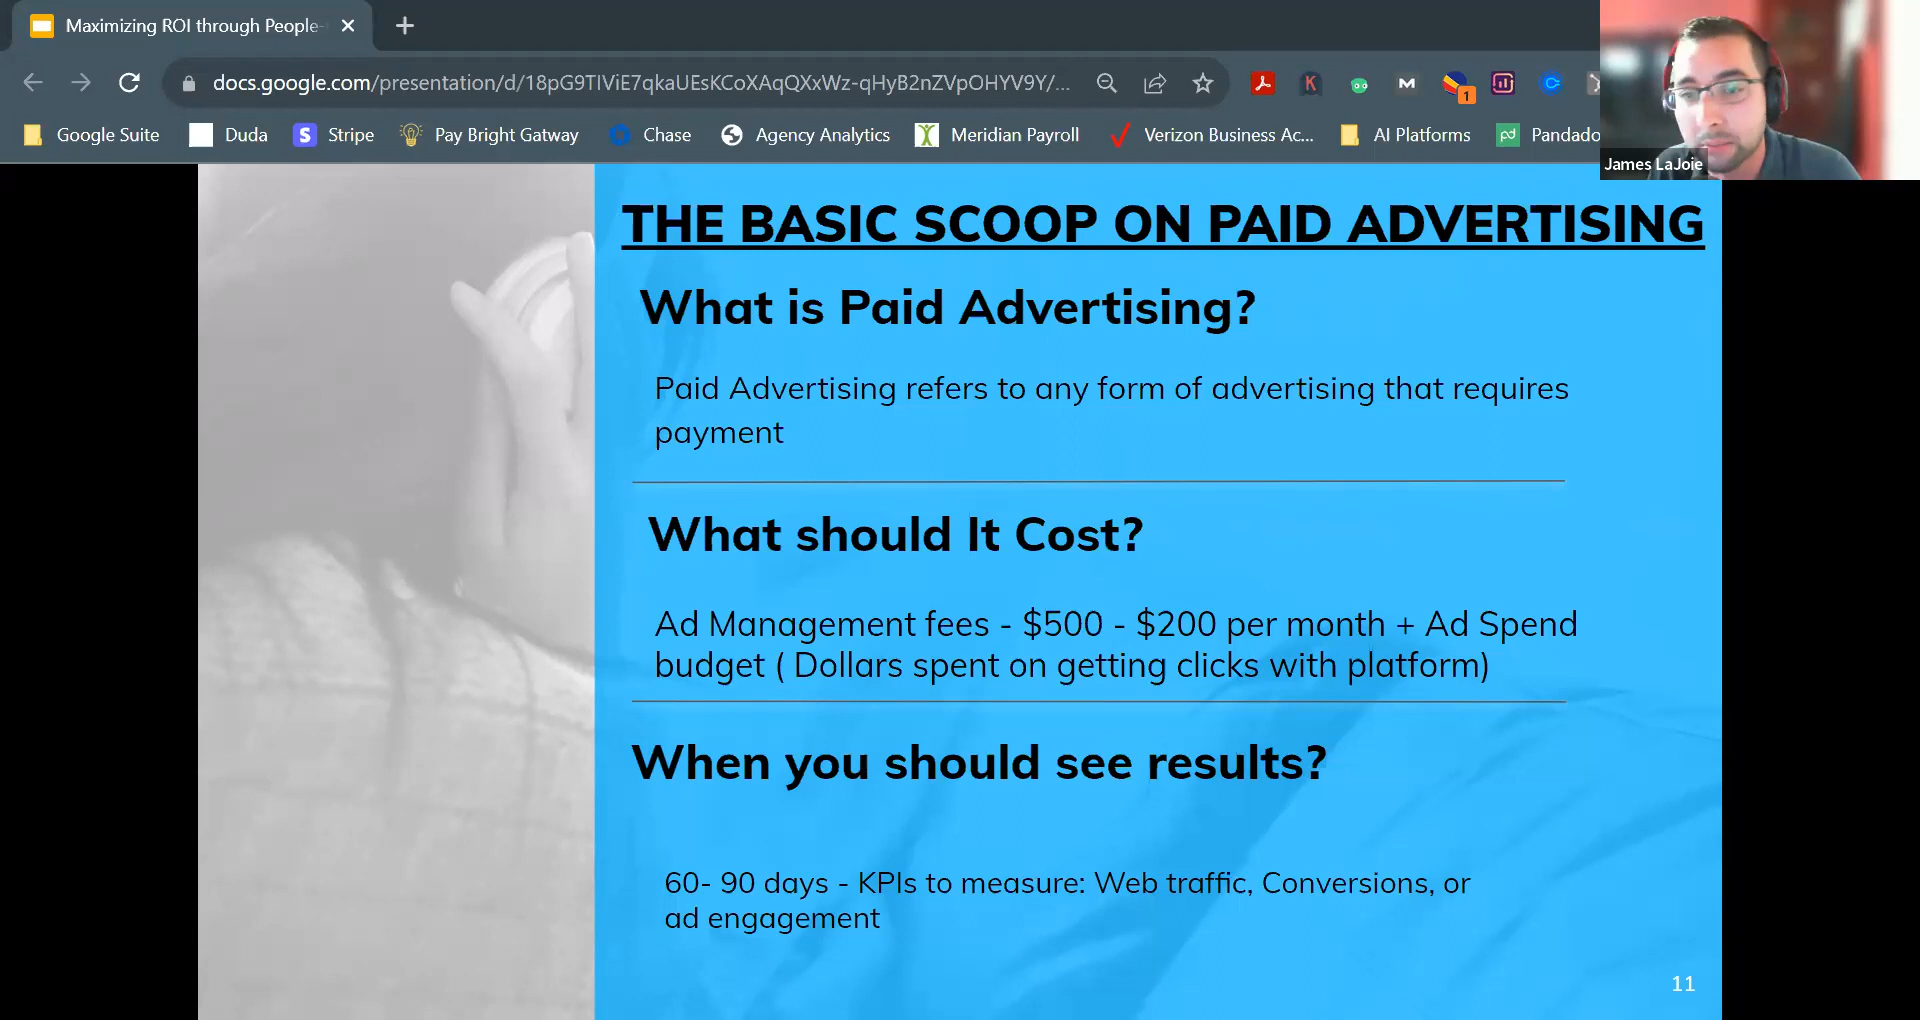 Maximizing ROI through People-
docs.google.com/presentation/d/18pG9TIViE7qkaUEsKCoXAqQXxWz-qHyB2nZVpOHYV9Y/...
K
M
1
Google Suite
Duda
S
Stripe
Pay Bright Gatway
Chase
Agency Analytics
Meridian Payroll
Verizon Business Ac...
AI Platforms
pd
Pandado
James LaJoie
THE BASIC SCOOP ON PAID ADVERTISING
What is Paid Advertising?
Paid Advertising refers to any form of advertising that requires
payment
What should It Cost?
Ad Management fees - $500 - $200 per month + Ad Spend
budget ( Dollars spent on getting clicks with platform)
When you should see results?
60- 90 days - KPIs to measure: Web traffic, Conversions, or
ad engagement
11